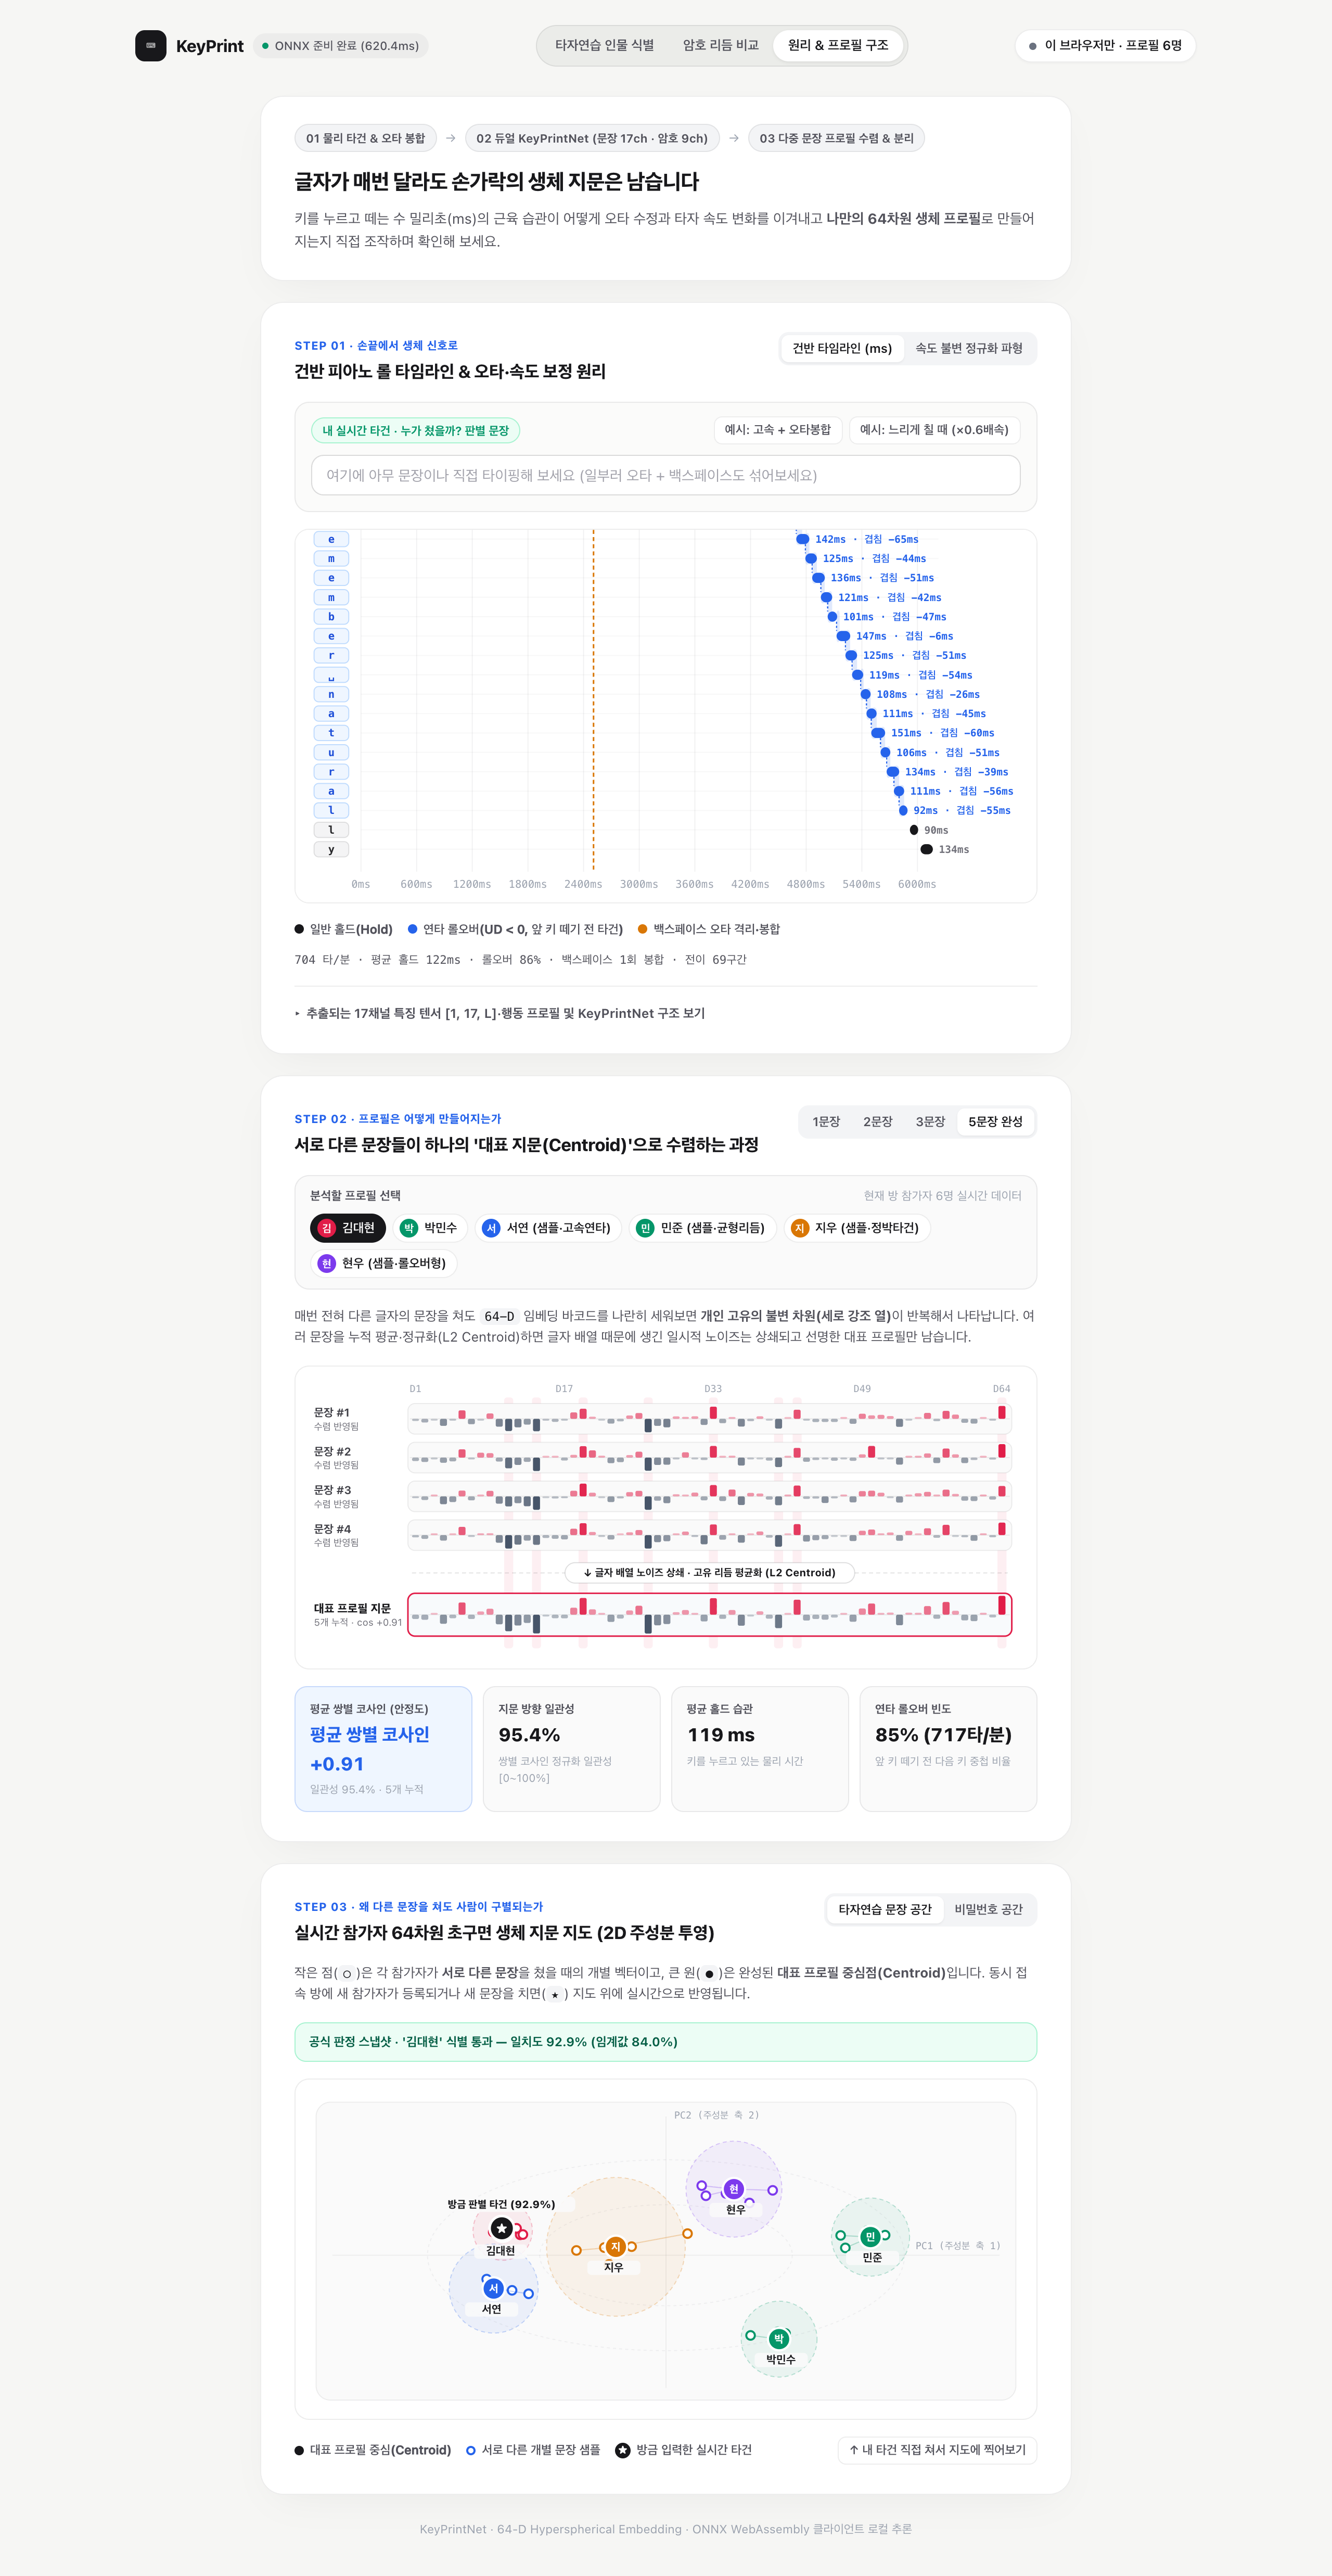 KeyPrint
ONNX 준비 완료 (620.4ms)
타자연습 인물 식별
암호 리듬 비교
원리 & 프로필 구조
이 브라우저만 · 프로필 6명
01 물리 타건 & 오타 봉합 → 02 듀얼 KeyPrintNet (문장 17ch · 암호 9ch) → 03 다중 문장 프로필 수렴 & 분리
글자가 매번 달라도 손가락의 생체 지문은 남습니다
키를 누르고 떼는 수 밀리초(ms)의 근육 습관이 어떻게 오타 수정과 타자 속도 변화를 이겨내고 나만의 64차원 생체 프로필로 만들어
지는지 직접 조작하며 확인해 보세요.
STEP 01 · 손끝에서 생체 신호로
건반 피아노 롤 타임라인 & 오타·속도 보정 원리
건반 타임라인 (ms)
속도 불변 정규화 파형
내 실시간 타건 · 누가 쳤을까? 판별 문장
예시: 고속 + 오타봉합
예시: 느리게 칠 때 (×0.6배속)
여기에 아무 문장이나 직접 타이핑해 보세요 (일부러 오타 + 백스페이스도 섞어보세요)
e 142ms · 겹침 −65ms
m 125ms · 겹침 −44ms
e 136ms · 겹침 −51ms
m 121ms · 겹침 −42ms
b 101ms · 겹침 −47ms
e 147ms · 겹침 −6ms
r 125ms · 겹침 −51ms
␣ 119ms · 겹침 −54ms
n 108ms · 겹침 −26ms
a 111ms · 겹침 −45ms
t 151ms · 겹침 −60ms
u 106ms · 겹침 −51ms
r 134ms · 겹침 −39ms
a 111ms · 겹침 −56ms
l 92ms · 겹침 −55ms
l 90ms
y 134ms
0ms 600ms 1200ms 1800ms 2400ms 3000ms 3600ms 4200ms 4800ms 5400ms 6000ms
일반 홀드(Hold)
연타 롤오버(UD < 0, 앞 키 떼기 전 타건)
백스페이스 오타 격리·봉합
704 타/분 · 평균 홀드 122ms · 롤오버 86% · 백스페이스 1회 봉합 · 전이 69구간
▸ 추출되는 17채널 특징 텐서 [1, 17, L]·행동 프로필 및 KeyPrintNet 구조 보기
STEP 02 · 프로필은 어떻게 만들어지는가
서로 다른 문장들이 하나의 '대표 지문(Centroid)'으로 수렴하는 과정
1문장
2문장
3문장
5문장 완성
분석할 프로필 선택
현재 방 참가자 6명 실시간 데이터
김 김대현
박 박민수
서 서연 (샘플·고속연타)
민 민준 (샘플·균형리듬)
지 지우 (샘플·정박타건)
현 현우 (샘플·롤오버형)
매번 전혀 다른 글자의 문장을 쳐도 64−D 임베딩 바코드를 나란히 세워보면 개인 고유의 불변 차원(세로 강조 열)이 반복해서 나타납니다. 여
러 문장을 누적 평균·정규화(L2 Centroid)하면 글자 배열 때문에 생긴 일시적 노이즈는 상쇄되고 선명한 대표 프로필만 남습니다.
D1 D17 D33 D49 D64
문장 #1
수렴 반영됨
문장 #2
수렴 반영됨
문장 #3
수렴 반영됨
문장 #4
수렴 반영됨
↓ 글자 배열 노이즈 상쇄 · 고유 리듬 평균화 (L2 Centroid)
대표 프로필 지문
5개 누적 · cos +0.91
평균 쌍별 코사인 (안정도)
평균 쌍별 코사인
+0.91
일관성 95.4% · 5개 누적
지문 방향 일관성
95.4%
쌍별 코사인 정규화 일관성
[0~100%]
평균 홀드 습관
119 ms
키를 누르고 있는 물리 시간
연타 롤오버 빈도
85% (717타/분)
앞 키 떼기 전 다음 키 중첩 비율
STEP 03 · 왜 다른 문장을 쳐도 사람이 구별되는가
실시간 참가자 64차원 초구면 생체 지문 지도 (2D 주성분 투영)
타자연습 문장 공간
비밀번호 공간
작은 점(○)은 각 참가자가 서로 다른 문장을 쳤을 때의 개별 벡터이고, 큰 원(●)은 완성된 대표 프로필 중심점(Centroid)입니다. 동시 접
속 방에 새 참가자가 등록되거나 새 문장을 치면(★) 지도 위에 실시간으로 반영됩니다.
공식 판정 스냅샷 · '김대현' 식별 통과 — 일치도 92.9% (임계값 84.0%)
PC2 (주성분 축 2)
현
현우
방금 판별 타건 (92.9%)
★
김대현
지
지우
민
민준
PC1 (주성분 축 1)
서
서연
박
박민수
대표 프로필 중심(Centroid)
서로 다른 개별 문장 샘플
★ 방금 입력한 실시간 타건
↑ 내 타건 직접 쳐서 지도에 찍어보기
KeyPrintNet · 64-D Hyperspherical Embedding · ONNX WebAssembly 클라이언트 로컬 추론